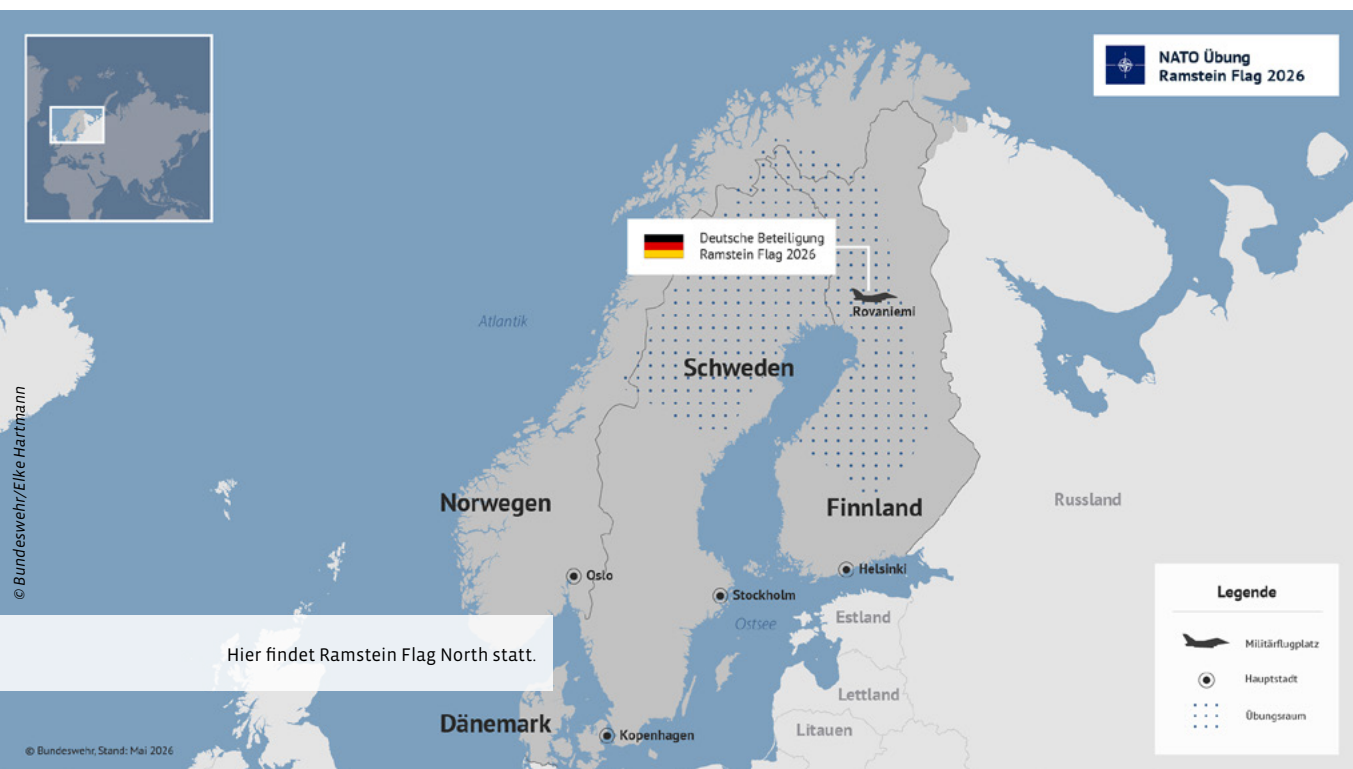 NATO Übung
Ramstein Flag 2026
Deutsche Beteiligung
Ramstein Flag 2026
Rovaniemi
Atlantik
Schweden
Norwegen
Finnland
Russland
Oslo
Helsinki
Stockholm
Ostsee
Estland
Lettland
Litauen
Dänemark
Kopenhagen
Legende
Militärflugplatz
Hauptstadt
Übungsraum
Hier findet Ramstein Flag North statt.
© Bundeswehr, Stand: Mai 2026
© Bundeswehr/Elke Hartmann